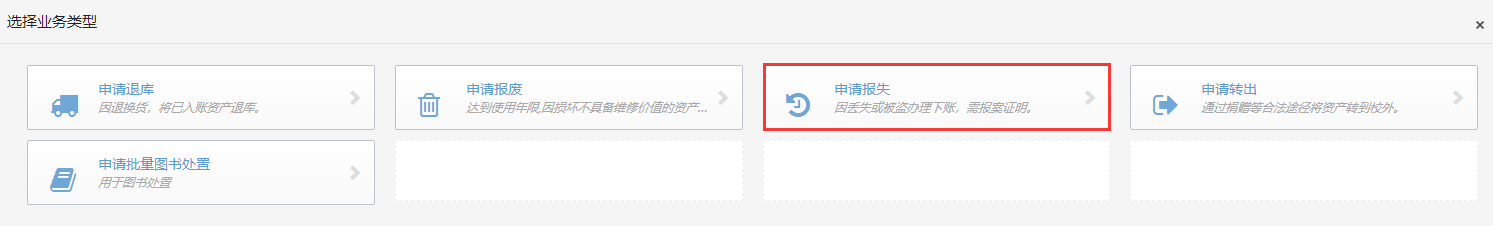 选择业务类型
×
申请退库
因退换货，将已入账资产退库。
申请报废
达到使用年限,因损坏不具备维修价值的资产...
申请报失
因丢失或被盗办理下账，需报案证明。
申请转出
通过捐赠等合法途径将资产转到校外。
申请批量图书处置
用于图书处置